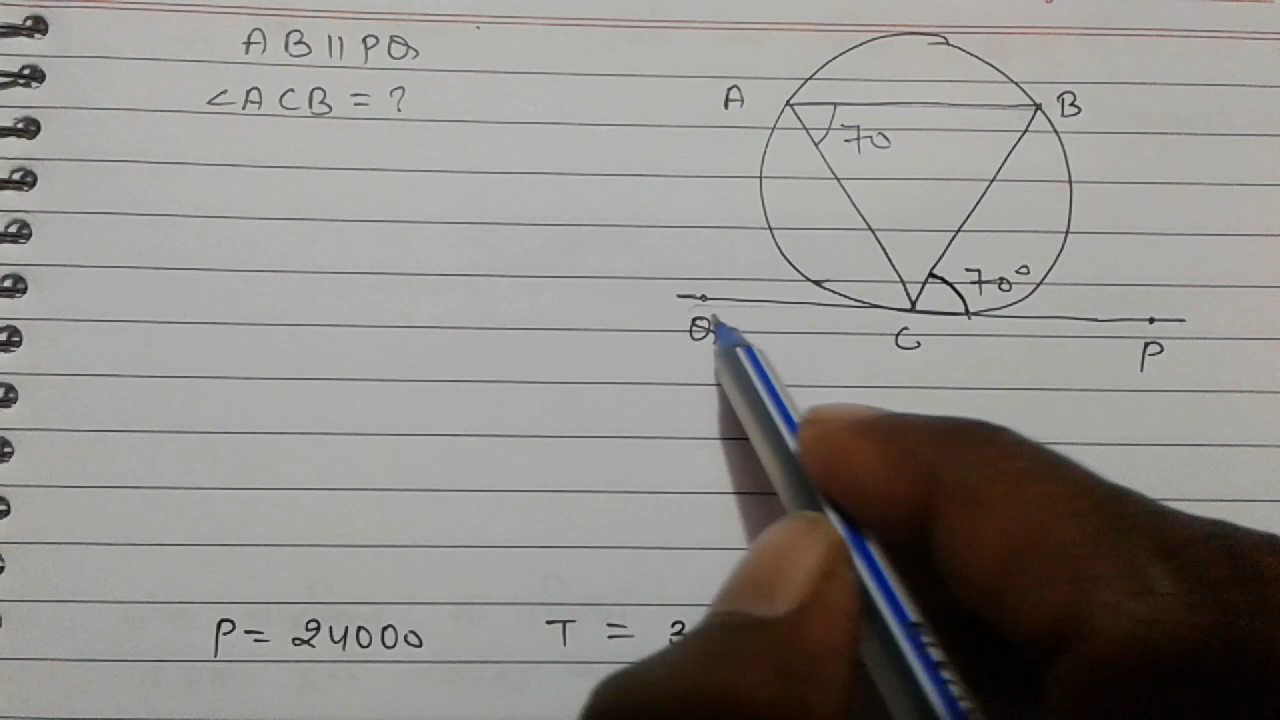 AB || PQ
<ACB = ?
A
B
70
70°
Q
C
P
P = 24000
T =